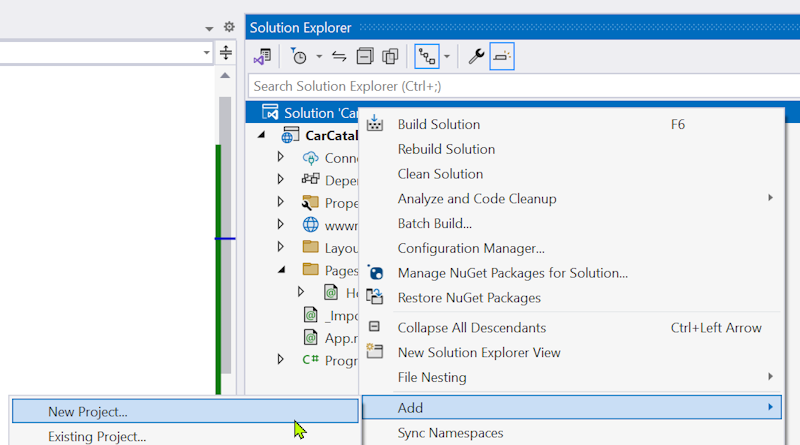 Solution Explorer
Search Solution Explorer (Ctrl+;)
Solution 'Car
Build Solution F6
CarCatal
Rebuild Solution
Conne
Clean Solution
Depe
Analyze and Code Cleanup
Prope
Batch Build...
wwwr
Configuration Manager...
Layou
Manage NuGet Packages for Solution...
Pages
Restore NuGet Packages
Ho
_Impo
Collapse All Descendants Ctrl+Left Arrow
App.r
New Solution Explorer View
C# Progr
File Nesting
New Project...
Add
Existing Project...
Sync Namespaces